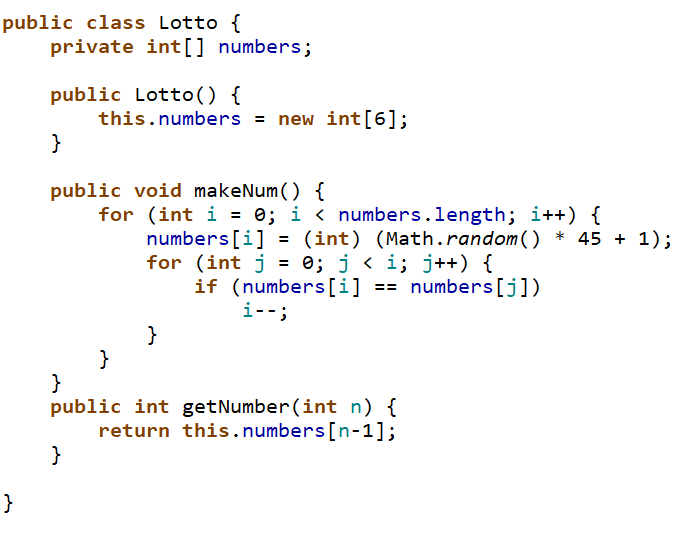 public class Lotto {
    private int[] numbers;

    public Lotto() {
        this.numbers = new int[6];
    }

    public void makeNum() {
        for (int i = 0; i < numbers.length; i++) {
            numbers[i] = (int) (Math.random() * 45 + 1);
            for (int j = 0; j < i; j++) {
                if (numbers[i] == numbers[j])
                    i--;
            }
        }
    }
    public int getNumber(int n) {
        return this.numbers[n-1];
    }

}